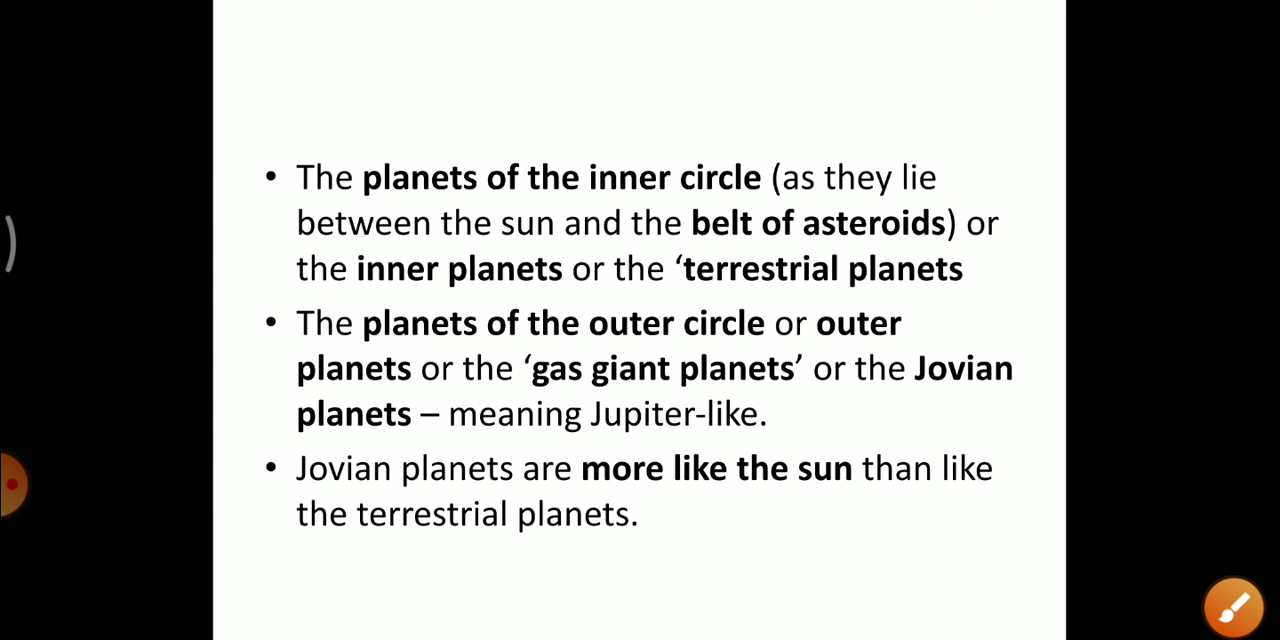 • The planets of the inner circle (as they lie
between the sun and the belt of asteroids) or
the inner planets or the ‘terrestrial planets
• The planets of the outer circle or outer
planets or the ‘gas giant planets’ or the Jovian
planets – meaning Jupiter-like.
• Jovian planets are more like the sun than like
the terrestrial planets.